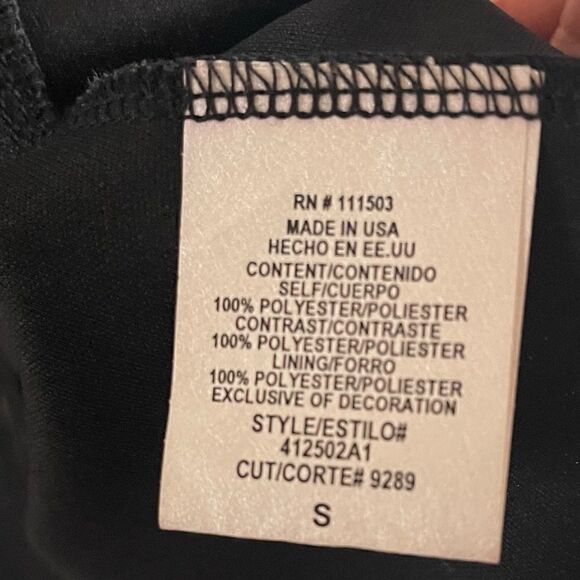 RN # 111503
MADE IN USA
HECHO EN EE.UU
CONTENT/CONTENIDO
SELF/CUERPO
100% POLYESTER/POLIESTER
CONTRAST/CONTRASTE
100% POLYESTER/POLIESTER
LINING/FORRO
100% POLYESTER/POLIESTER
EXCLUSIVE OF DECORATION
STYLE/ESTILO#
412502A1
CUT/CORTE# 9289
S